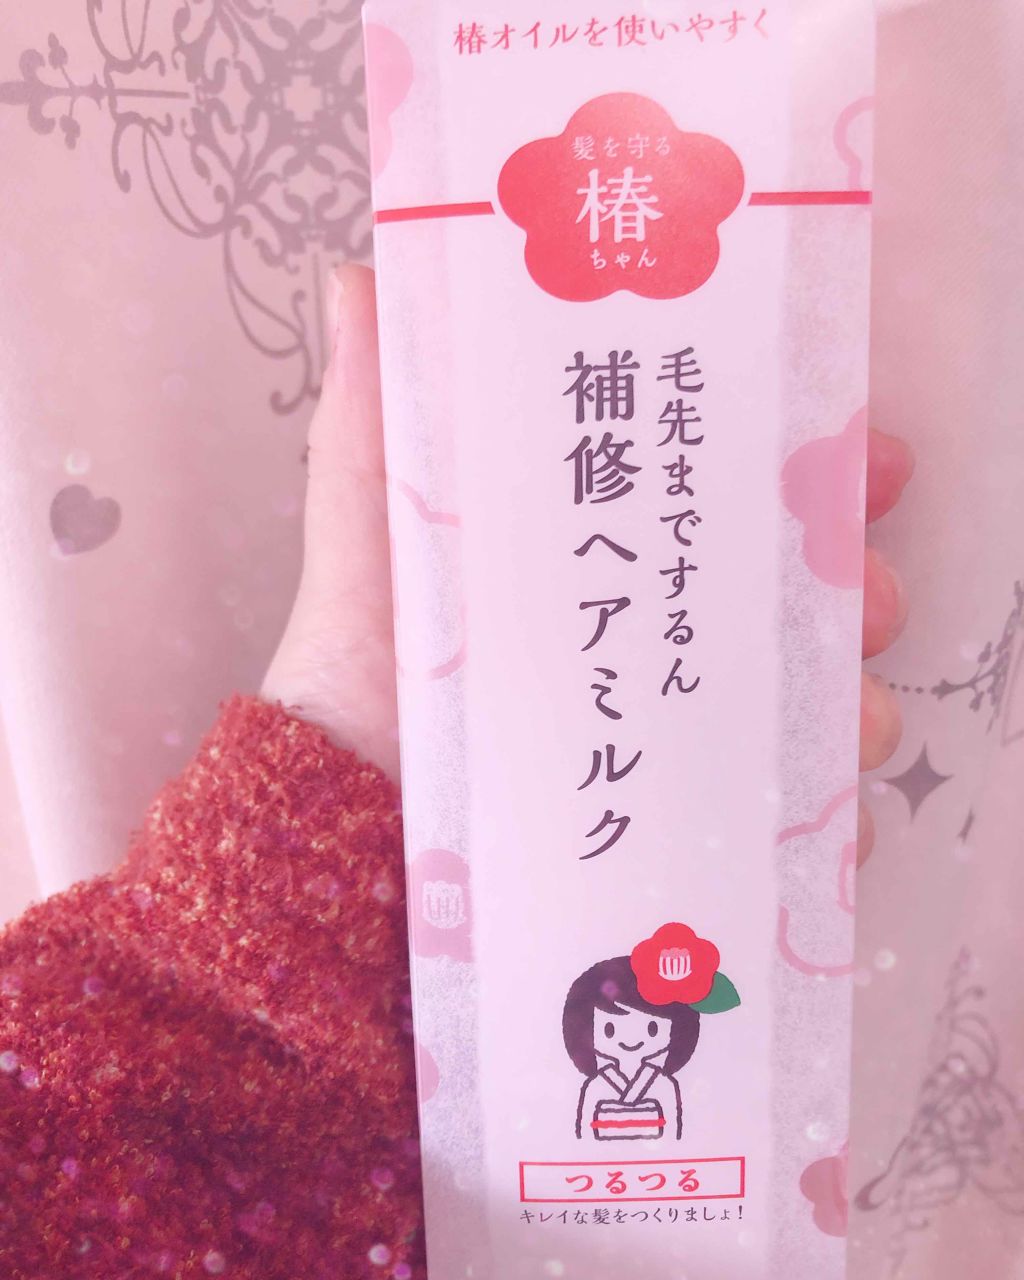 椿オイルを使いやすく
髪を守る
椿
ちゃん
毛先までするん
補修ヘアミルク
つるつる
キレイな髪をつくりましょ!